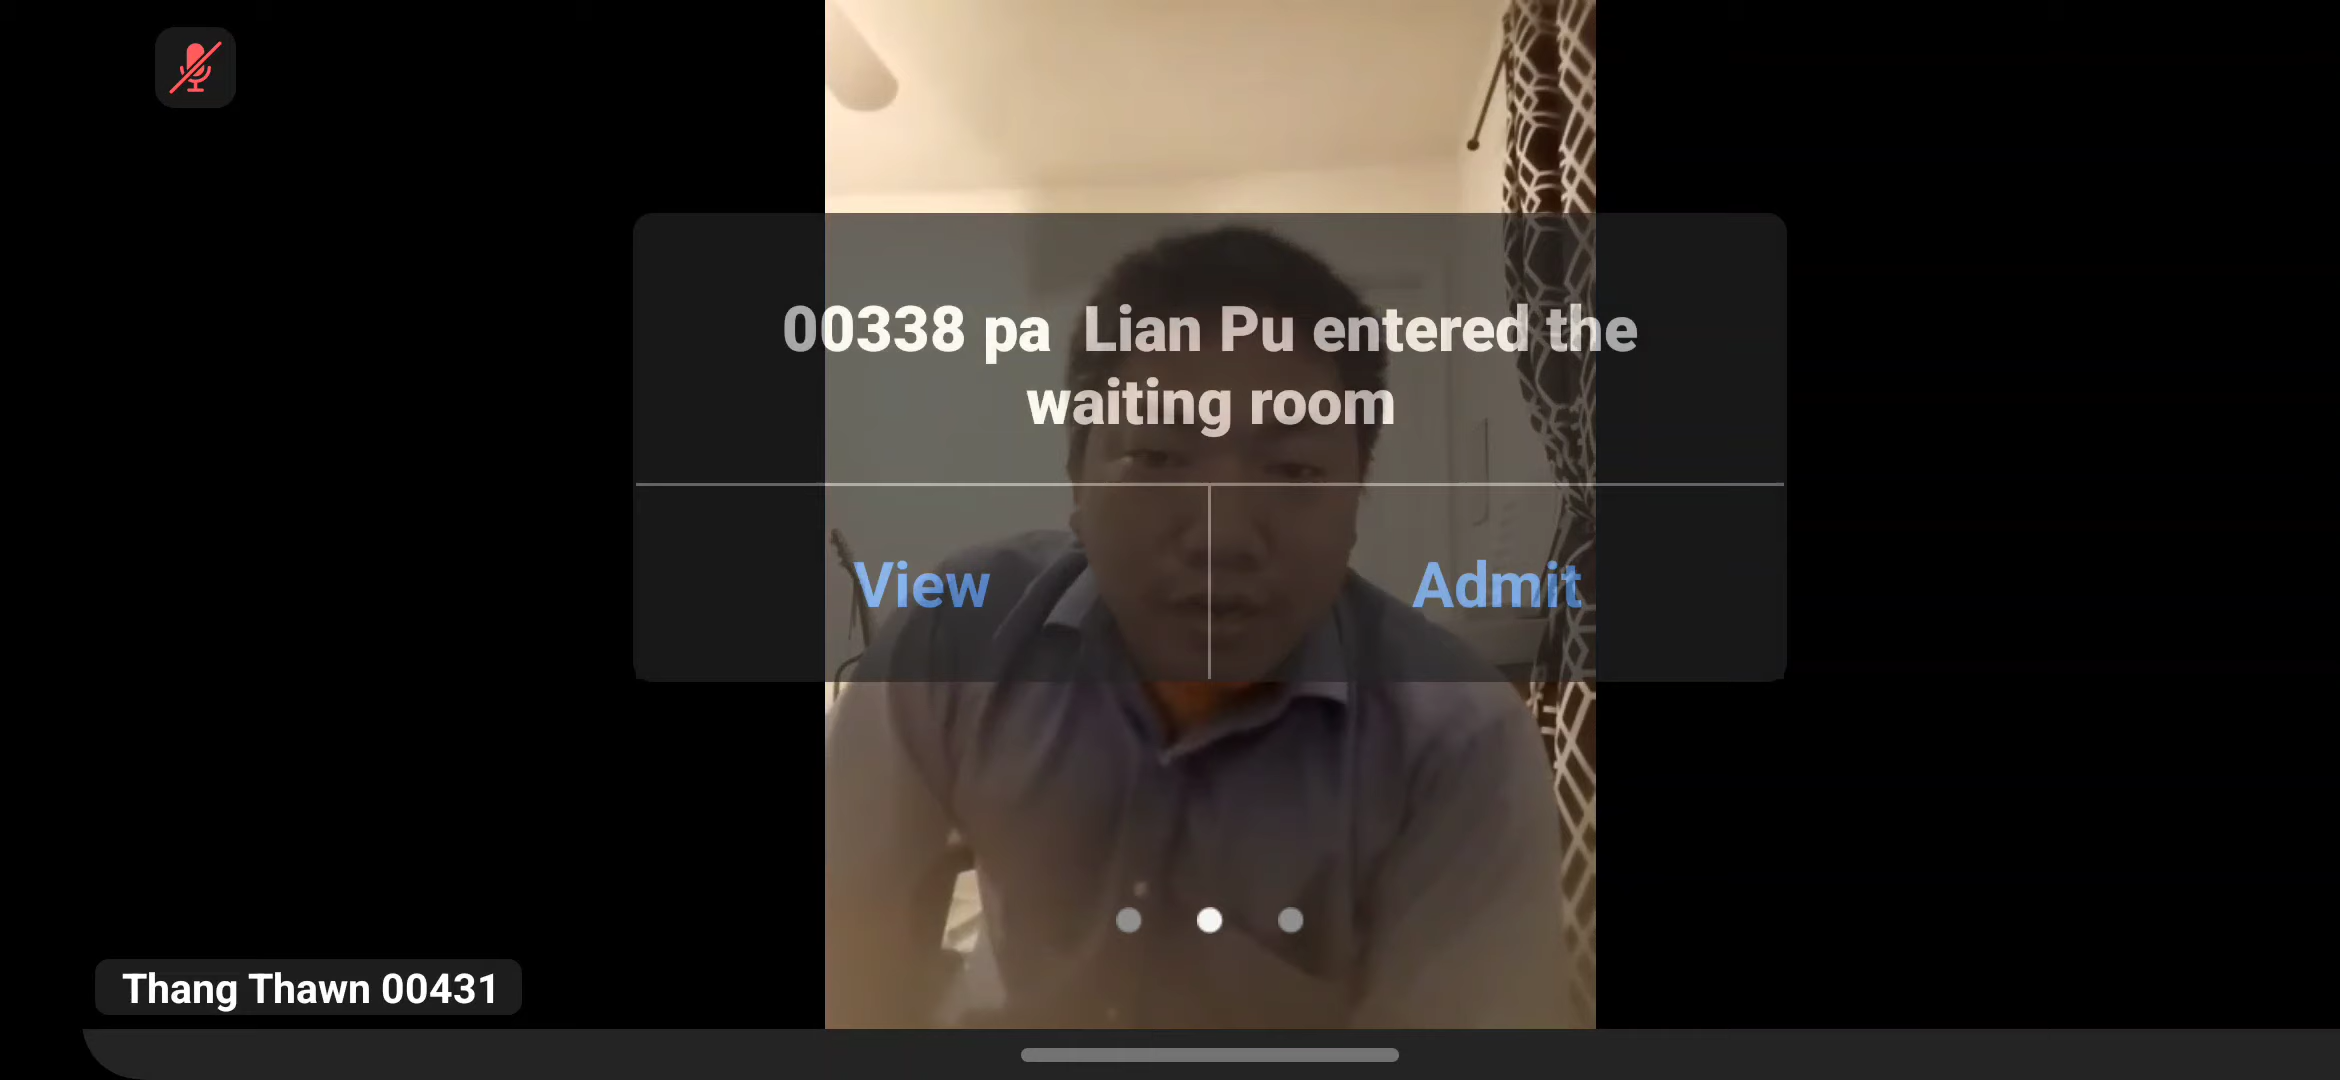 00338 pa  Lian Pu entered the
waiting room
View
Admit
Thang Thawn 00431